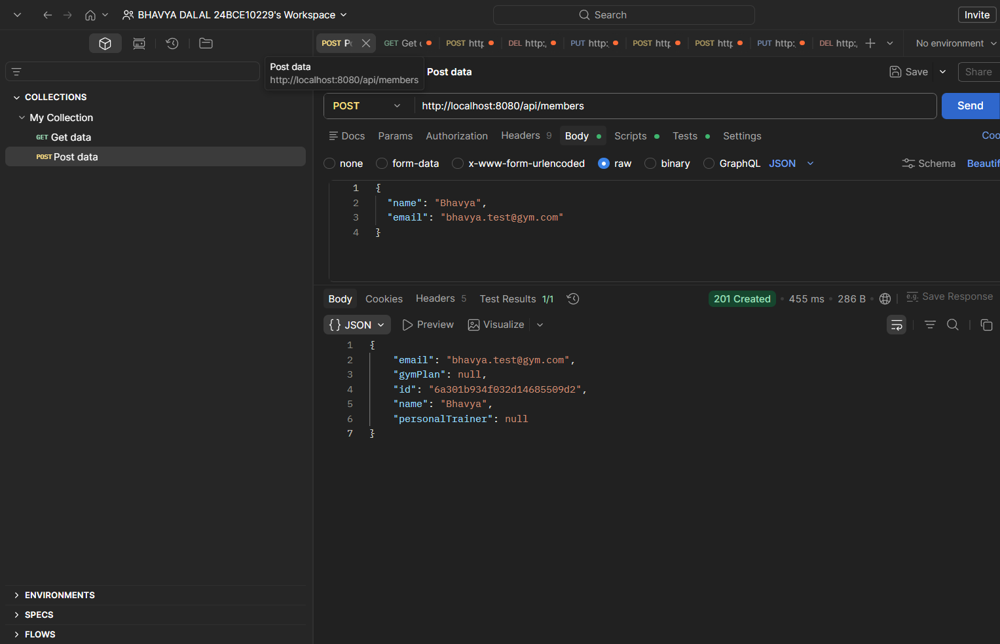 BHAVYA DALAL 24BCE10229's Workspace
Search
Invite
POST
GET Get
POST
DEL http:
PUT http:
POST
POST
PUT http:
DEL http:
No environment
Post data
http://localhost:8080/api/members
Post data
Save
Share
COLLECTIONS
My Collection
GET Get data
POST Post data
POST
http://localhost:8080/api/members
Send
Docs Params Authorization Headers 9 Body Scripts Tests Settings
none form-data x-www-form-urlencoded raw binary GraphQL JSON
Schema
1 {
2 "name": "Bhavya",
3 "email": "bhavya.test@gym.com"
4 }
Body Cookies Headers 5 Test Results 1/1
201 Created 455 ms 286 B
e.g. Save Response
{} JSON Preview Visualize
1 {
2 "email": "bhavya.test@gym.com",
3 "gymPlan": null,
4 "id": "6a301b934f032d14685509d2",
5 "name": "Bhavya",
6 "personalTrainer": null
7 }
ENVIRONMENTS
SPECS
FLOWS